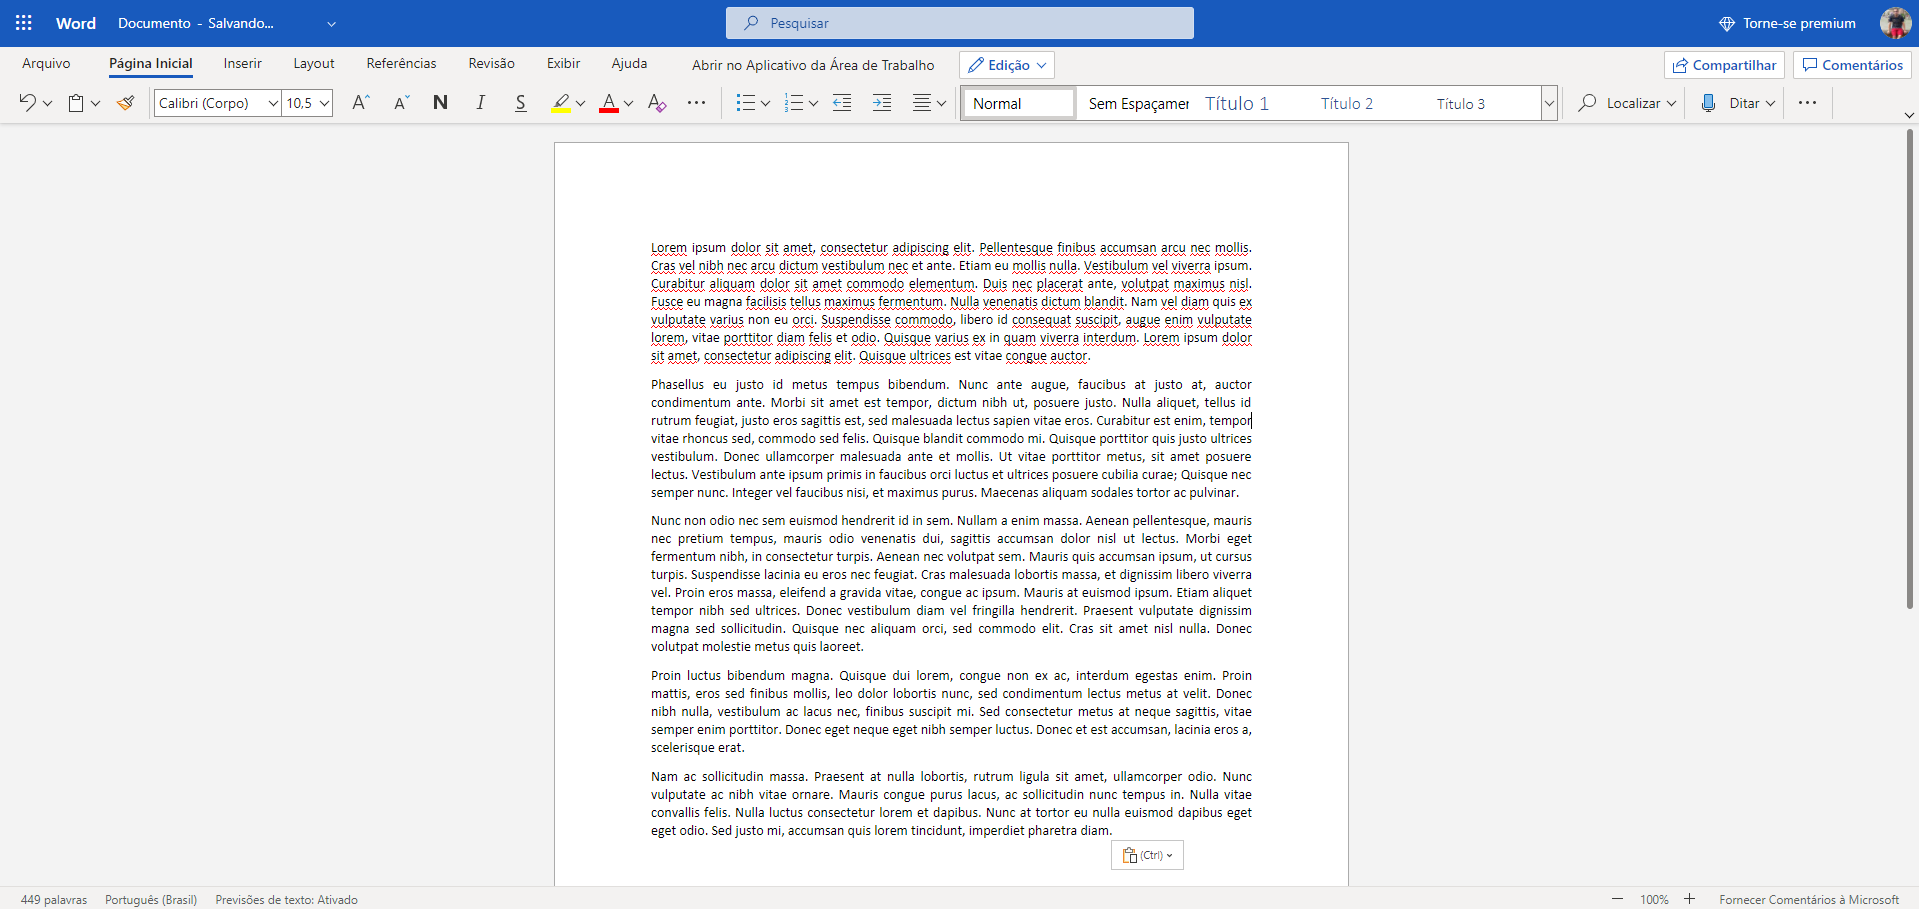 Word Documento - Salvando...
Pesquisar
Torne-se premium
Arquivo Página Inicial Inserir Layout Referências Revisão Exibir Ajuda Abrir no Aplicativo da Área de Trabalho Edição Compartilhar Comentários
Calibri (Corpo) 10,5 A A N I S A A Normal Sem Espaçamer Título 1 Título 2 Título 3 Localizar Ditar
Lorem ipsum dolor sit amet, consectetur adipiscing elit. Pellentesque finibus accumsan arcu nec mollis.
Cras vel nibh nec arcu dictum vestibulum nec et ante. Etiam eu mollis nulla. Vestibulum vel viverra ipsum.
Curabitur aliquam dolor sit amet commodo elementum. Duis nec placerat ante, volutpat maximus nisl.
Fusce eu magna facilisis tellus maximus fermentum. Nulla venenatis dictum blandit. Nam vel diam quis ex
vulputate varius non eu orci. Suspendisse commodo, libero id consequat suscipit, augue enim vulputate
lorem, vitae porttitor diam felis et odio. Quisque varius ex in quam viverra interdum. Lorem ipsum dolor
sit amet, consectetur adipiscing elit. Quisque ultrices est vitae congue auctor.
Phasellus eu justo id metus tempus bibendum. Nunc ante augue, faucibus at justo at, auctor
condimentum ante. Morbi sit amet est tempor, dictum nibh ut, posuere justo. Nulla aliquet, tellus id
rutrum feugiat, justo eros sagittis est, sed malesuada lectus sapien vitae eros. Curabitur est enim, tempor
vitae rhoncus sed, commodo sed felis. Quisque blandit commodo mi. Quisque porttitor quis justo ultrices
vestibulum. Donec ullamcorper malesuada ante et mollis. Ut vitae porttitor metus, sit amet posuere
lectus. Vestibulum ante ipsum primis in faucibus orci luctus et ultrices posuere cubilia curae; Quisque nec
semper nunc. Integer vel faucibus nisi, et maximus purus. Maecenas aliquam sodales tortor ac pulvinar.
Nunc non odio nec sem euismod hendrerit id in sem. Nullam a enim massa. Aenean pellentesque, mauris
nec pretium tempus, mauris odio venenatis dui, sagittis accumsan dolor nisl ut lectus. Morbi eget
fermentum nibh, in consectetur turpis. Aenean nec volutpat sem. Mauris quis accumsan ipsum, ut cursus
turpis. Suspendisse lacinia eu eros nec feugiat. Cras malesuada lobortis massa, et dignissim libero viverra
vel. Proin eros massa, eleifend a gravida vitae, congue ac ipsum. Mauris at euismod ipsum. Etiam aliquet
tempor nibh sed ultrices. Donec vestibulum diam vel fringilla hendrerit. Praesent vulputate dignissim
magna sed sollicitudin. Quisque nec aliquam orci, sed commodo elit. Cras sit amet nisl nulla. Donec
volutpat molestie metus quis laoreet.
Proin luctus bibendum magna. Quisque dui lorem, congue non ex ac, interdum egestas enim. Proin
mattis, eros sed finibus mollis, leo dolor lobortis nunc, sed condimentum lectus metus at velit. Donec
nibh nulla, vestibulum ac lacus nec, finibus suscipit mi. Sed consectetur metus at neque sagittis, vitae
semper enim porttitor. Donec eget neque eget nibh semper luctus. Donec et est accumsan, lacinia eros a,
scelerisque erat.
Nam ac sollicitudin massa. Praesent at nulla lobortis, rutrum ligula sit amet, ullamcorper odio. Nunc
vulputate ac nibh vitae ornare. Mauris congue purus lacus, ac sollicitudin nunc tempus in. Nulla vitae
convallis felis. Nulla luctus consectetur lorem et dapibus. Nunc at tortor eu nulla euismod dapibus eget
eget odio. Sed justo mi, accumsan quis lorem tincidunt, imperdiet pharetra diam.
(Ctrl)
449 palavras Português (Brasil) Previsões de texto: Ativado 100% Fornecer Comentários à Microsoft